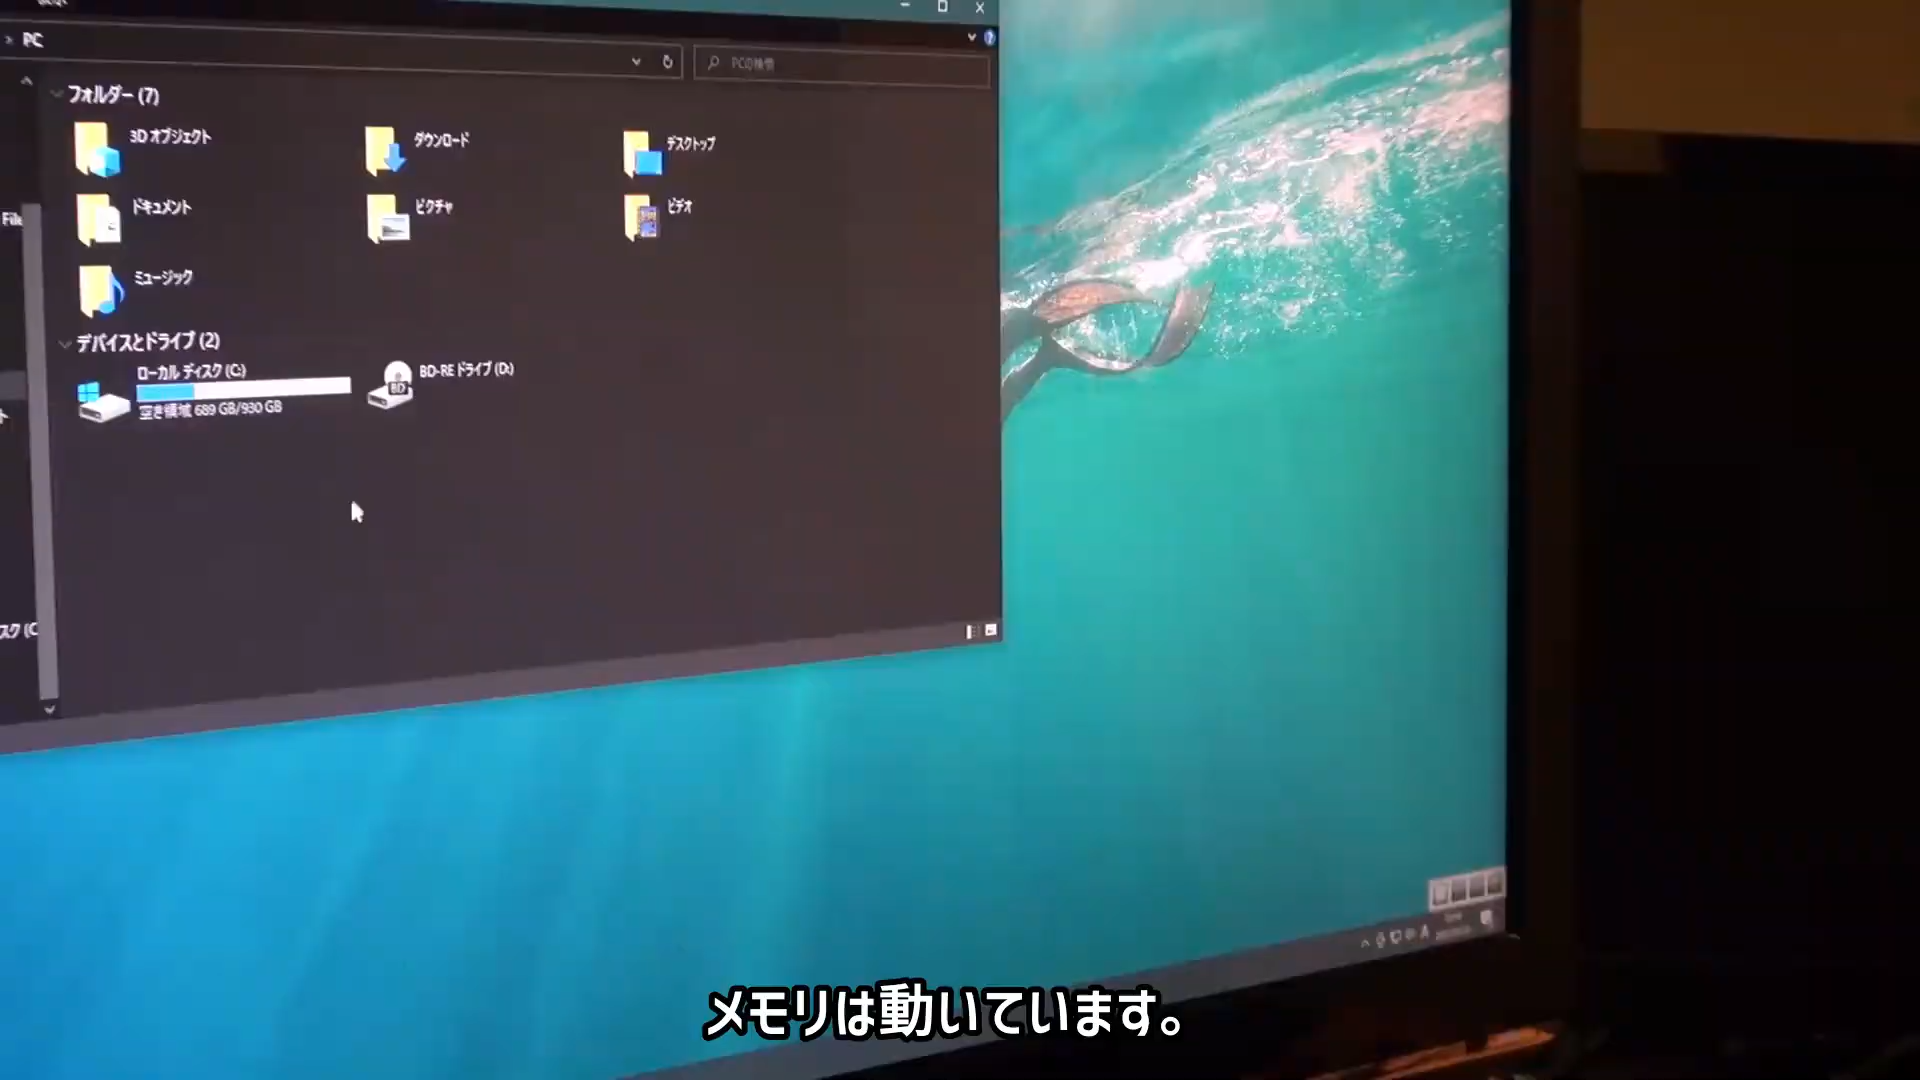 PC
PCの検索
フォルダー (7)
3D オブジェクト
ダウンロード
デスクトップ
ドキュメント
ピクチャ
ビデオ
File
ミュージック
デバイスとドライブ (2)
ローカル ディスク (C:)
空き領域 689 GB/930 GB
BD
BD-RE ドライブ (D:)
スク (C
A
メモリは動いています。